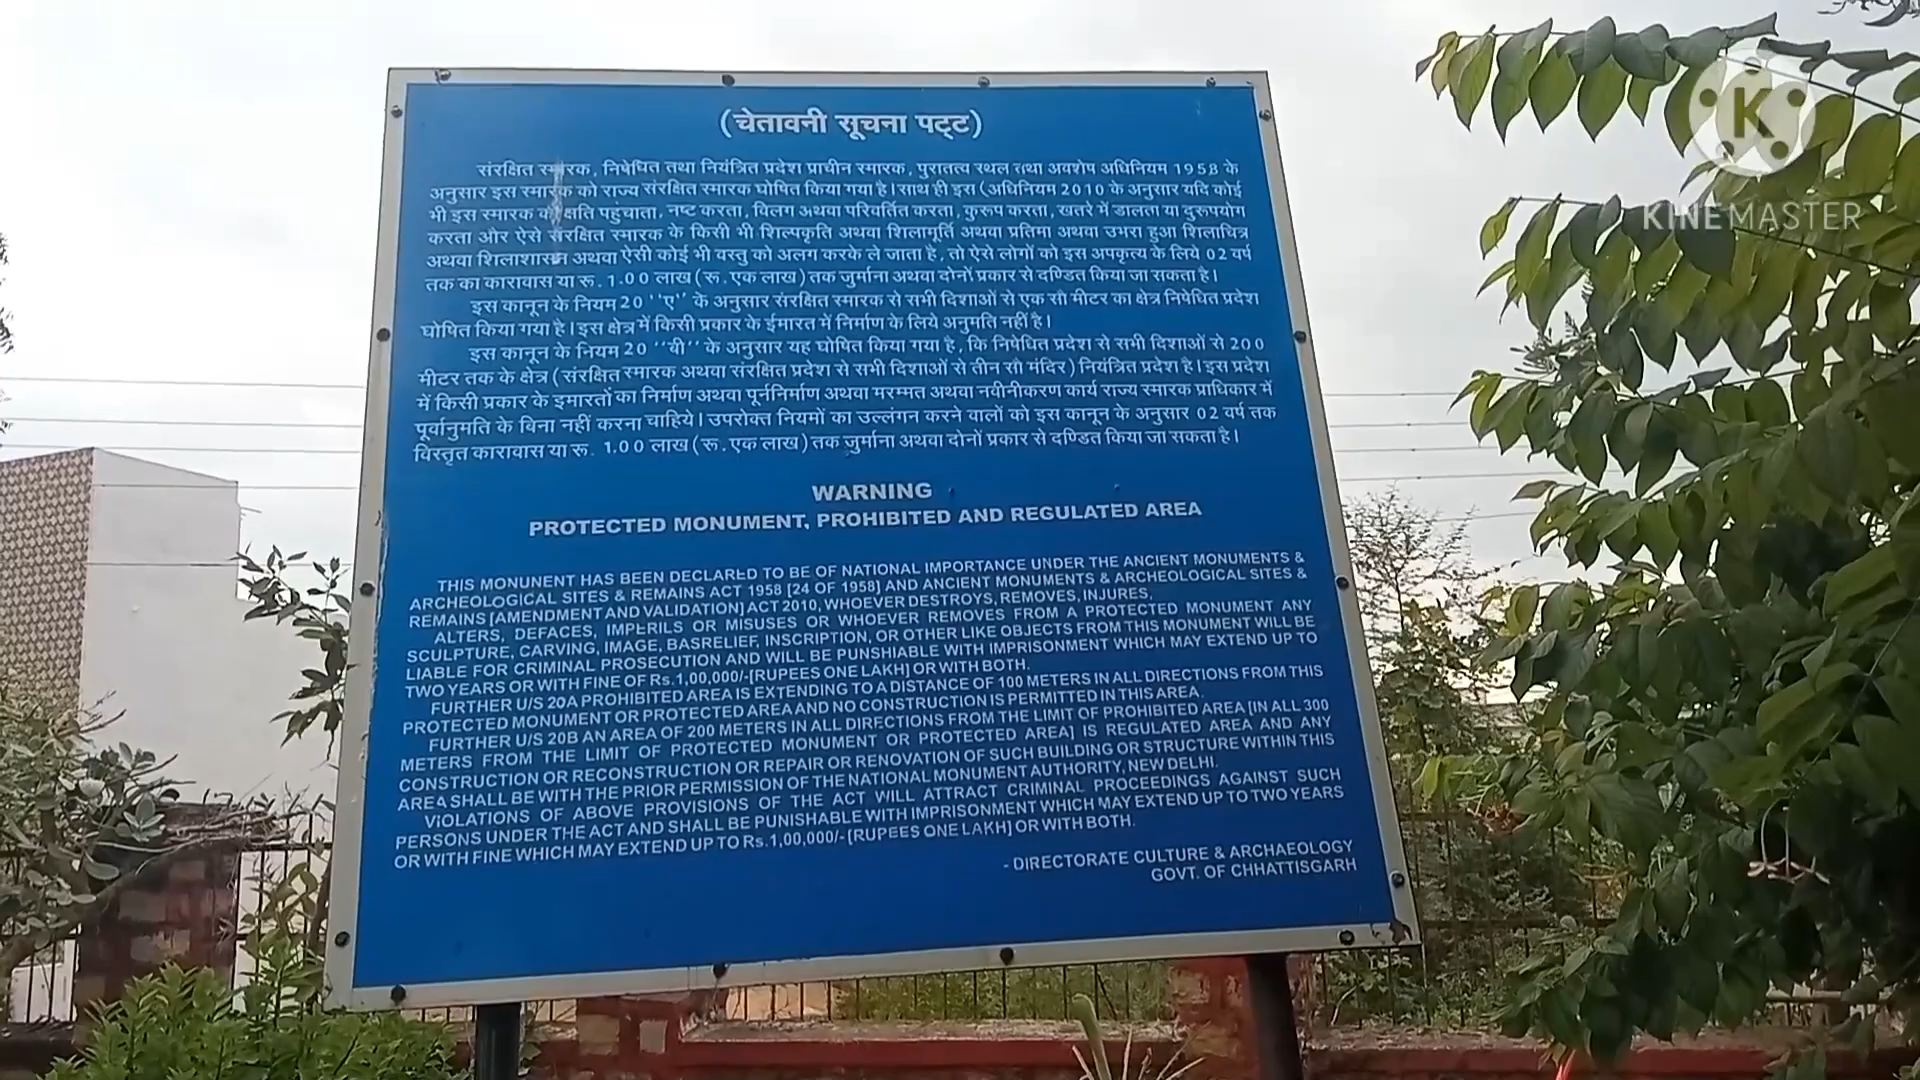 (चेतावनी सूचना पट्ट)
संरक्षित स्मारक, निषेधित तथा नियंत्रित प्रदेश प्राचीन स्मारक, पुरातत्व स्थल तथा अवशेष अधिनियम 1958 के
अनुसार इस स्मारक को राज्य संरक्षित स्मारक घोषित किया गया है। साथ ही इस (अधिनियम 2010 के अनुसार यदि कोई
भी इस स्मारक को क्षति पहुंचाता, नष्ट करता, विलग अथवा परिवर्तित करता, कुरूप करता, खतरे में डालता या दुरूपयोग
करता और ऐसे संरक्षित स्मारक के किसी भी शिल्पकृति अथवा शिलामूर्ति अथवा प्रतिमा अथवा उभरा हुआ शिलाचित्र
अथवा शिलाशासन अथवा ऐसी कोई भी वस्तु को अलग करके ले जाता है, तो ऐसे लोगों को इस अपकृत्य के लिये 02 वर्ष
तक का कारावास या रू. 1.00 लाख (रू. एक लाख) तक जुर्माना अथवा दोनों प्रकार से दण्डित किया जा सकता है।
इस कानून के नियम 20 ''ए'' के अनुसार संरक्षित स्मारक से सभी दिशाओं से एक सौ मीटर का क्षेत्र निषेधित प्रदेश
घोषित किया गया है। इस क्षेत्र में किसी प्रकार के ईमारत में निर्माण के लिये अनुमति नहीं है।
इस कानून के नियम 20 ''बी'' के अनुसार यह घोषित किया गया है, कि निषेधित प्रदेश से सभी दिशाओं से 200
मीटर तक के क्षेत्र (संरक्षित स्मारक अथवा संरक्षित प्रदेश से सभी दिशाओं से तीन सौ मंदिर) नियंत्रित प्रदेश है। इस प्रदेश
में किसी प्रकार के इमारतों का निर्माण अथवा पूर्ननिर्माण अथवा मरम्मत अथवा नवीनीकरण कार्य राज्य स्मारक प्राधिकार में
पूर्वानुमति के बिना नहीं करना चाहिये। उपरोक्त नियमों का उल्लंगन करने वालों को इस कानून के अनुसार 02 वर्ष तक
विस्तृत कारावास या रू. 1.00 लाख (रू. एक लाख) तक जुर्माना अथवा दोनों प्रकार से दण्डित किया जा सकता है।
WARNING
PROTECTED MONUMENT, PROHIBITED AND REGULATED AREA
THIS MONUNENT HAS BEEN DECLARED TO BE OF NATIONAL IMPORTANCE UNDER THE ANCIENT MONUMENTS &
ARCHEOLOGICAL SITES & REMAINS ACT 1958 [24 OF 1958] AND ANCIENT MONUMENTS & ARCHEOLOGICAL SITES &
REMAINS [AMENDMENT AND VALIDATION] ACT 2010, WHOEVER DESTROYS, REMOVES, INJURES,
ALTERS, DEFACES, IMPERILS OR MISUSES OR WHOEVER REMOVES FROM A PROTECTED MONUMENT ANY
SCULPTURE, CARVING, IMAGE, BASRELIEF, INSCRIPTION, OR OTHER LIKE OBJECTS FROM THIS MONUMENT WILL BE
LIABLE FOR CRIMINAL PROSECUTION AND WILL BE PUNSHIABLE WITH IMPRISONMENT WHICH MAY EXTEND UP TO
TWO YEARS OR WITH FINE OF Rs.1,00,000/-[RUPEES ONE LAKH] OR WITH BOTH.
FURTHER U/S 20A PROHIBITED AREA IS EXTENDING TO A DISTANCE OF 100 METERS IN ALL DIRECTIONS FROM THIS
PROTECTED MONUMENT OR PROTECTED AREA AND NO CONSTRUCTION IS PERMITTED IN THIS AREA.
FURTHER U/S 20B AN AREA OF 200 METERS IN ALL DIRECTIONS FROM THE LIMIT OF PROHIBITED AREA [IN ALL 300
METERS FROM THE LIMIT OF PROTECTED MONUMENT OR PROTECTED AREA] IS REGULATED AREA AND ANY
CONSTRUCTION OR RECONSTRUCTION OR REPAIR OR RENOVATION OF SUCH BUILDING OR STRUCTURE WITHIN THIS
AREA SHALL BE WITH THE PRIOR PERMISSION OF THE NATIONAL MONUMENT AUTHORITY, NEW DELHI.
VIOLATIONS OF ABOVE PROVISIONS OF THE ACT WILL ATTRACT CRIMINAL PROCEEDINGS AGAINST SUCH
PERSONS UNDER THE ACT AND SHALL BE PUNISHABLE WITH IMPRISONMENT WHICH MAY EXTEND UP TO TWO YEARS
OR WITH FINE WHICH MAY EXTEND UP TO Rs.1,00,000/- [RUPEES ONE LAKH] OR WITH BOTH.
- DIRECTORATE CULTURE & ARCHAEOLOGY
GOVT. OF CHHATTISGARH
K
KINEMASTER